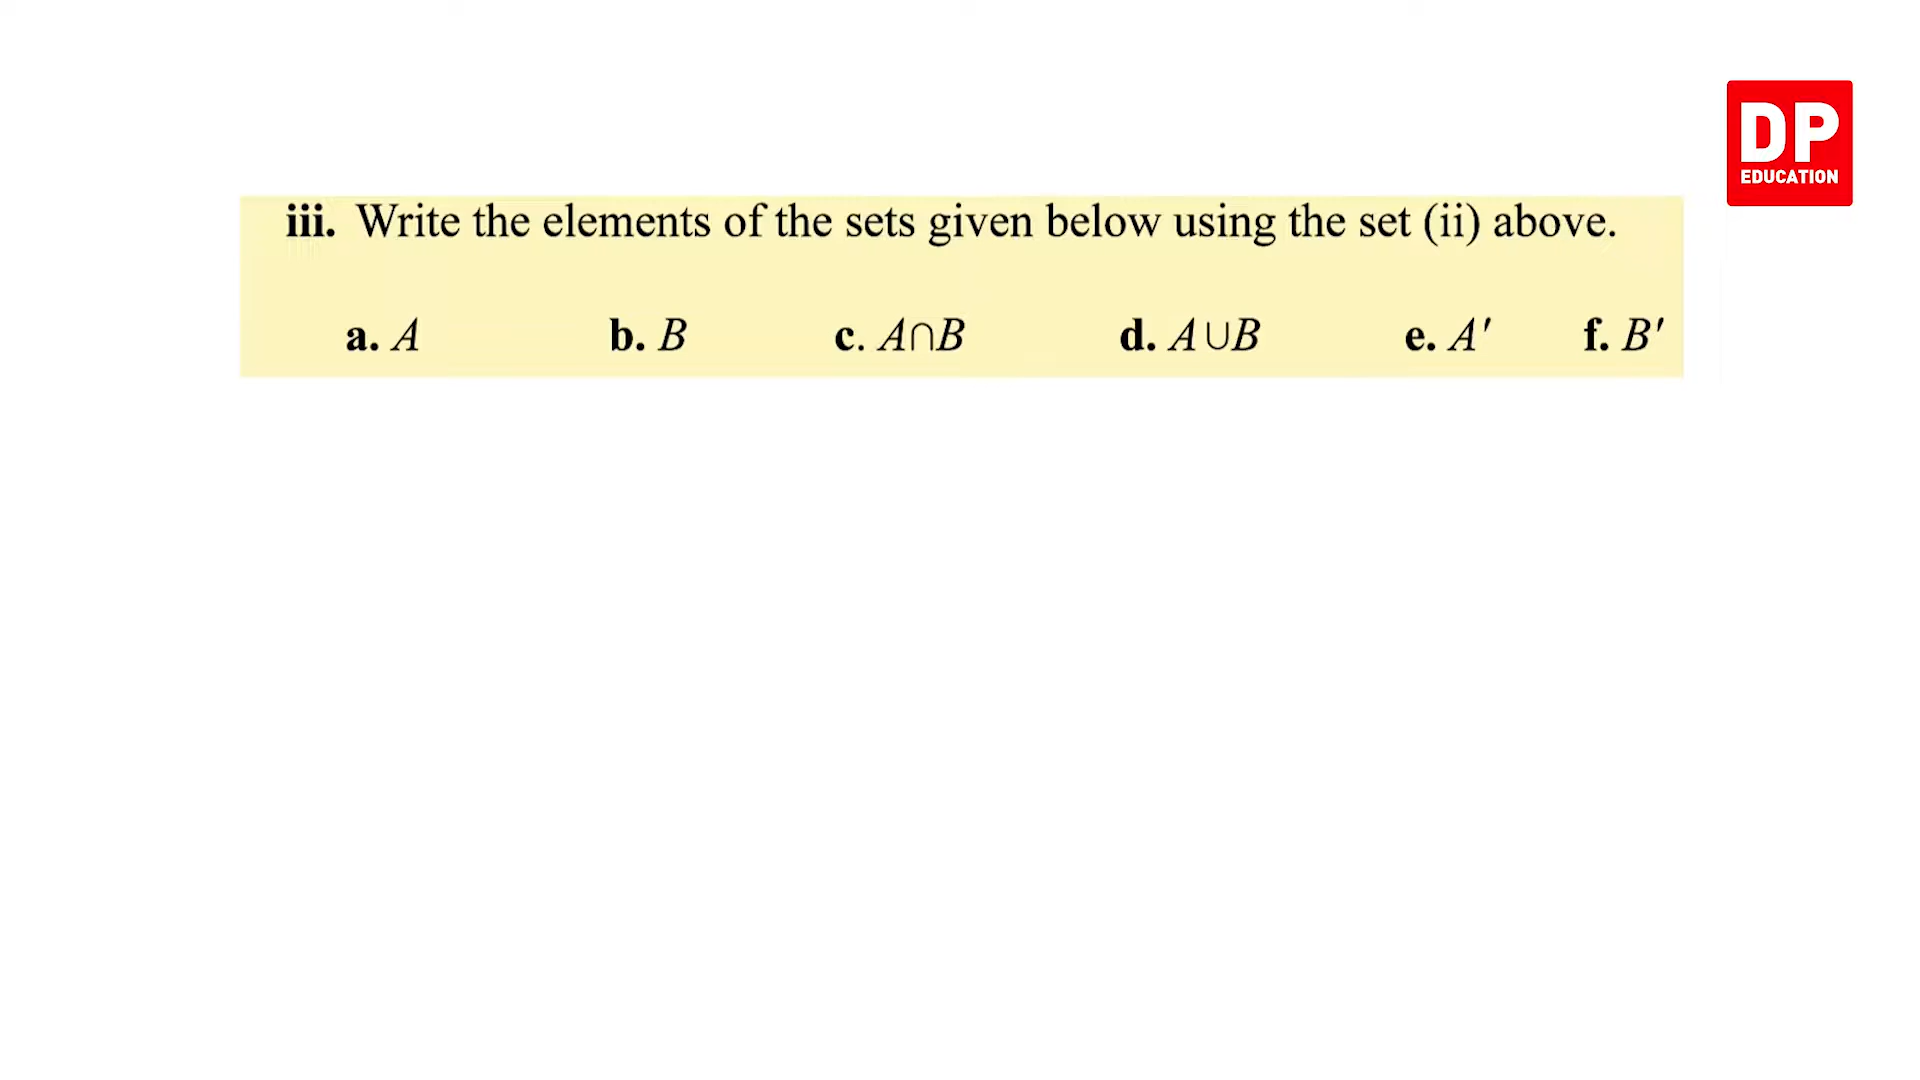 DP
EDUCATION
iii. Write the elements of the sets given below using the set (ii) above.
a. A b. B c. A∩B d. A∪B e. A′ f. B′